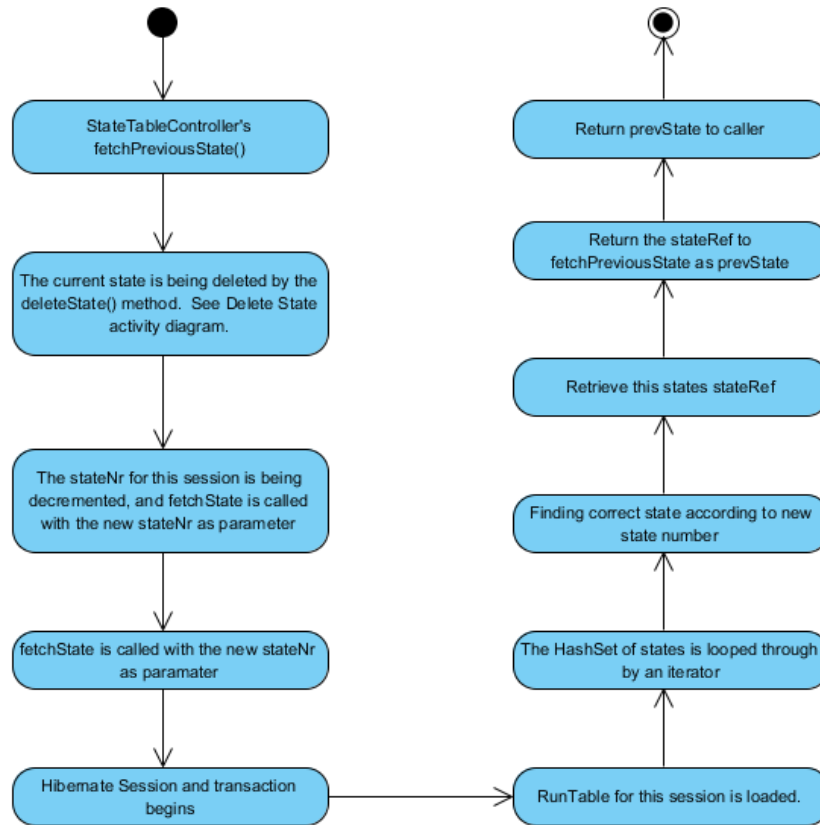 StateTableController's
fetchPreviousState()
The current state is being deleted by the
deleteState() method. See Delete State
activity diagram.
The stateNr for this session is being
decremented, and fetchState is called
with the new stateNr as parameter
fetchState is called with the new stateNr
as paramater
Hibernate Session and transaction
begins
RunTable for this session is loaded.
The HashSet of states is looped through
by an iterator
Finding correct state according to new
state number
Retrieve this states stateRef
Return the stateRef to
fetchPreviousState as prevState
Return prevState to caller